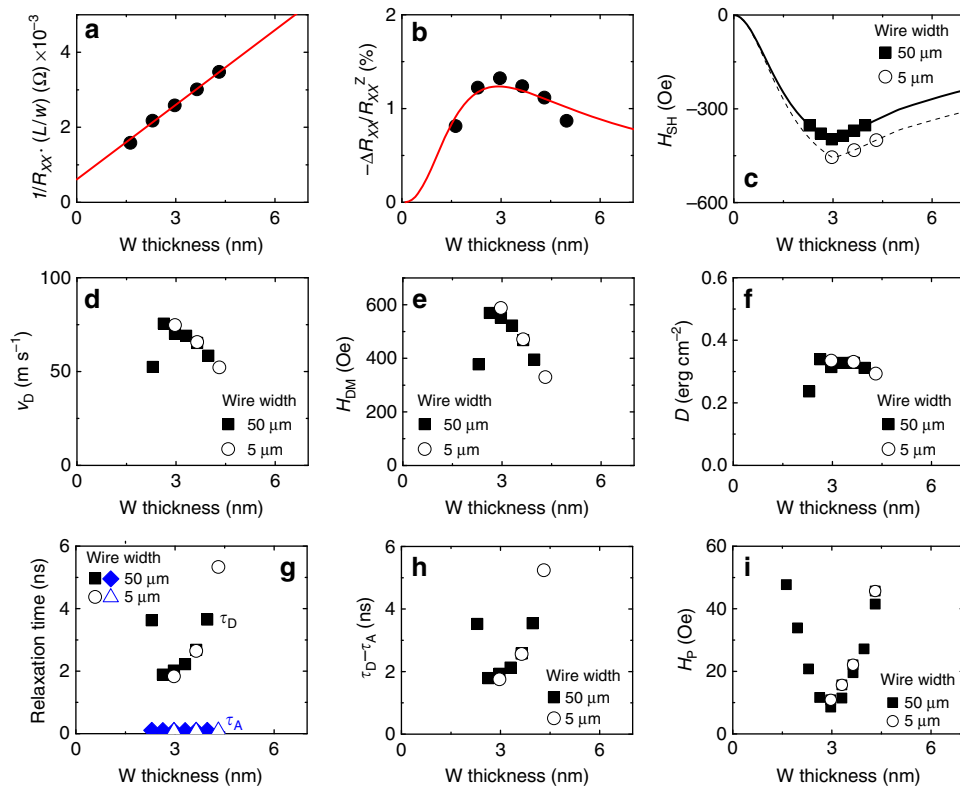 a
1/R_XX · (L/w) (Ω) ×10⁻³
4
2
0
0 3 6
W thickness (nm)
b
−ΔR_XX/R_XX^Z (%)
2
1
0
0 3 6
W thickness (nm)
c
H_SH (Oe)
0
−300
−600
Wire width
50 μm
5 μm
0 3 6
W thickness (nm)
d
v_D (m s⁻¹)
100
50
0
Wire width
50 μm
5 μm
0 3 6
W thickness (nm)
e
H_DM (Oe)
600
400
200
0
Wire width
50 μm
5 μm
0 3 6
W thickness (nm)
f
D (erg cm⁻²)
0.6
0.4
0.2
0.0
Wire width
50 μm
5 μm
0 3 6
W thickness (nm)
g
Relaxation time (ns)
6
4
2
0
Wire width
50 μm
5 μm
τ_D
τ_A
0 3 6
W thickness (nm)
h
τ_D−τ_A (ns)
6
4
2
0
Wire width
50 μm
5 μm
0 3 6
W thickness (nm)
i
H_P (Oe)
60
40
20
0
Wire width
50 μm
5 μm
0 3 6
W thickness (nm)